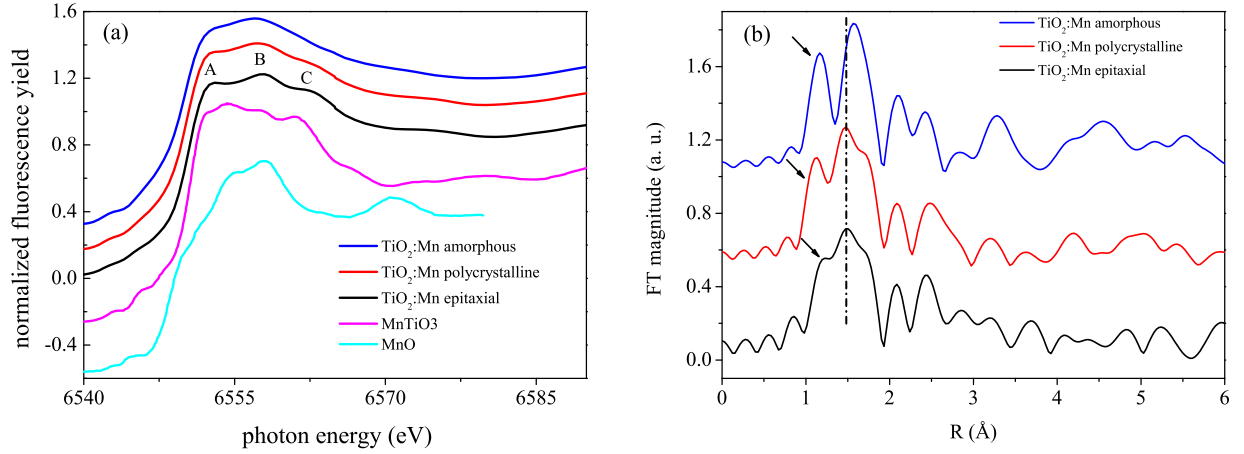 (a)
normalized fluorescence yield
1.6
1.2
0.8
0.4
0.0
-0.4
A
B
C
TiO2:Mn amorphous
TiO2:Mn polycrystalline
TiO2:Mn epitaxial
MnTiO3
MnO
6540 6555 6570 6585
photon energy (eV)
(b)
FT magnitude (a. u.)
1.8
1.2
0.6
0.0
TiO2:Mn amorphous
TiO2:Mn polycrystalline
TiO2:Mn epitaxial
0 1 2 3 4 5 6
R (Å)